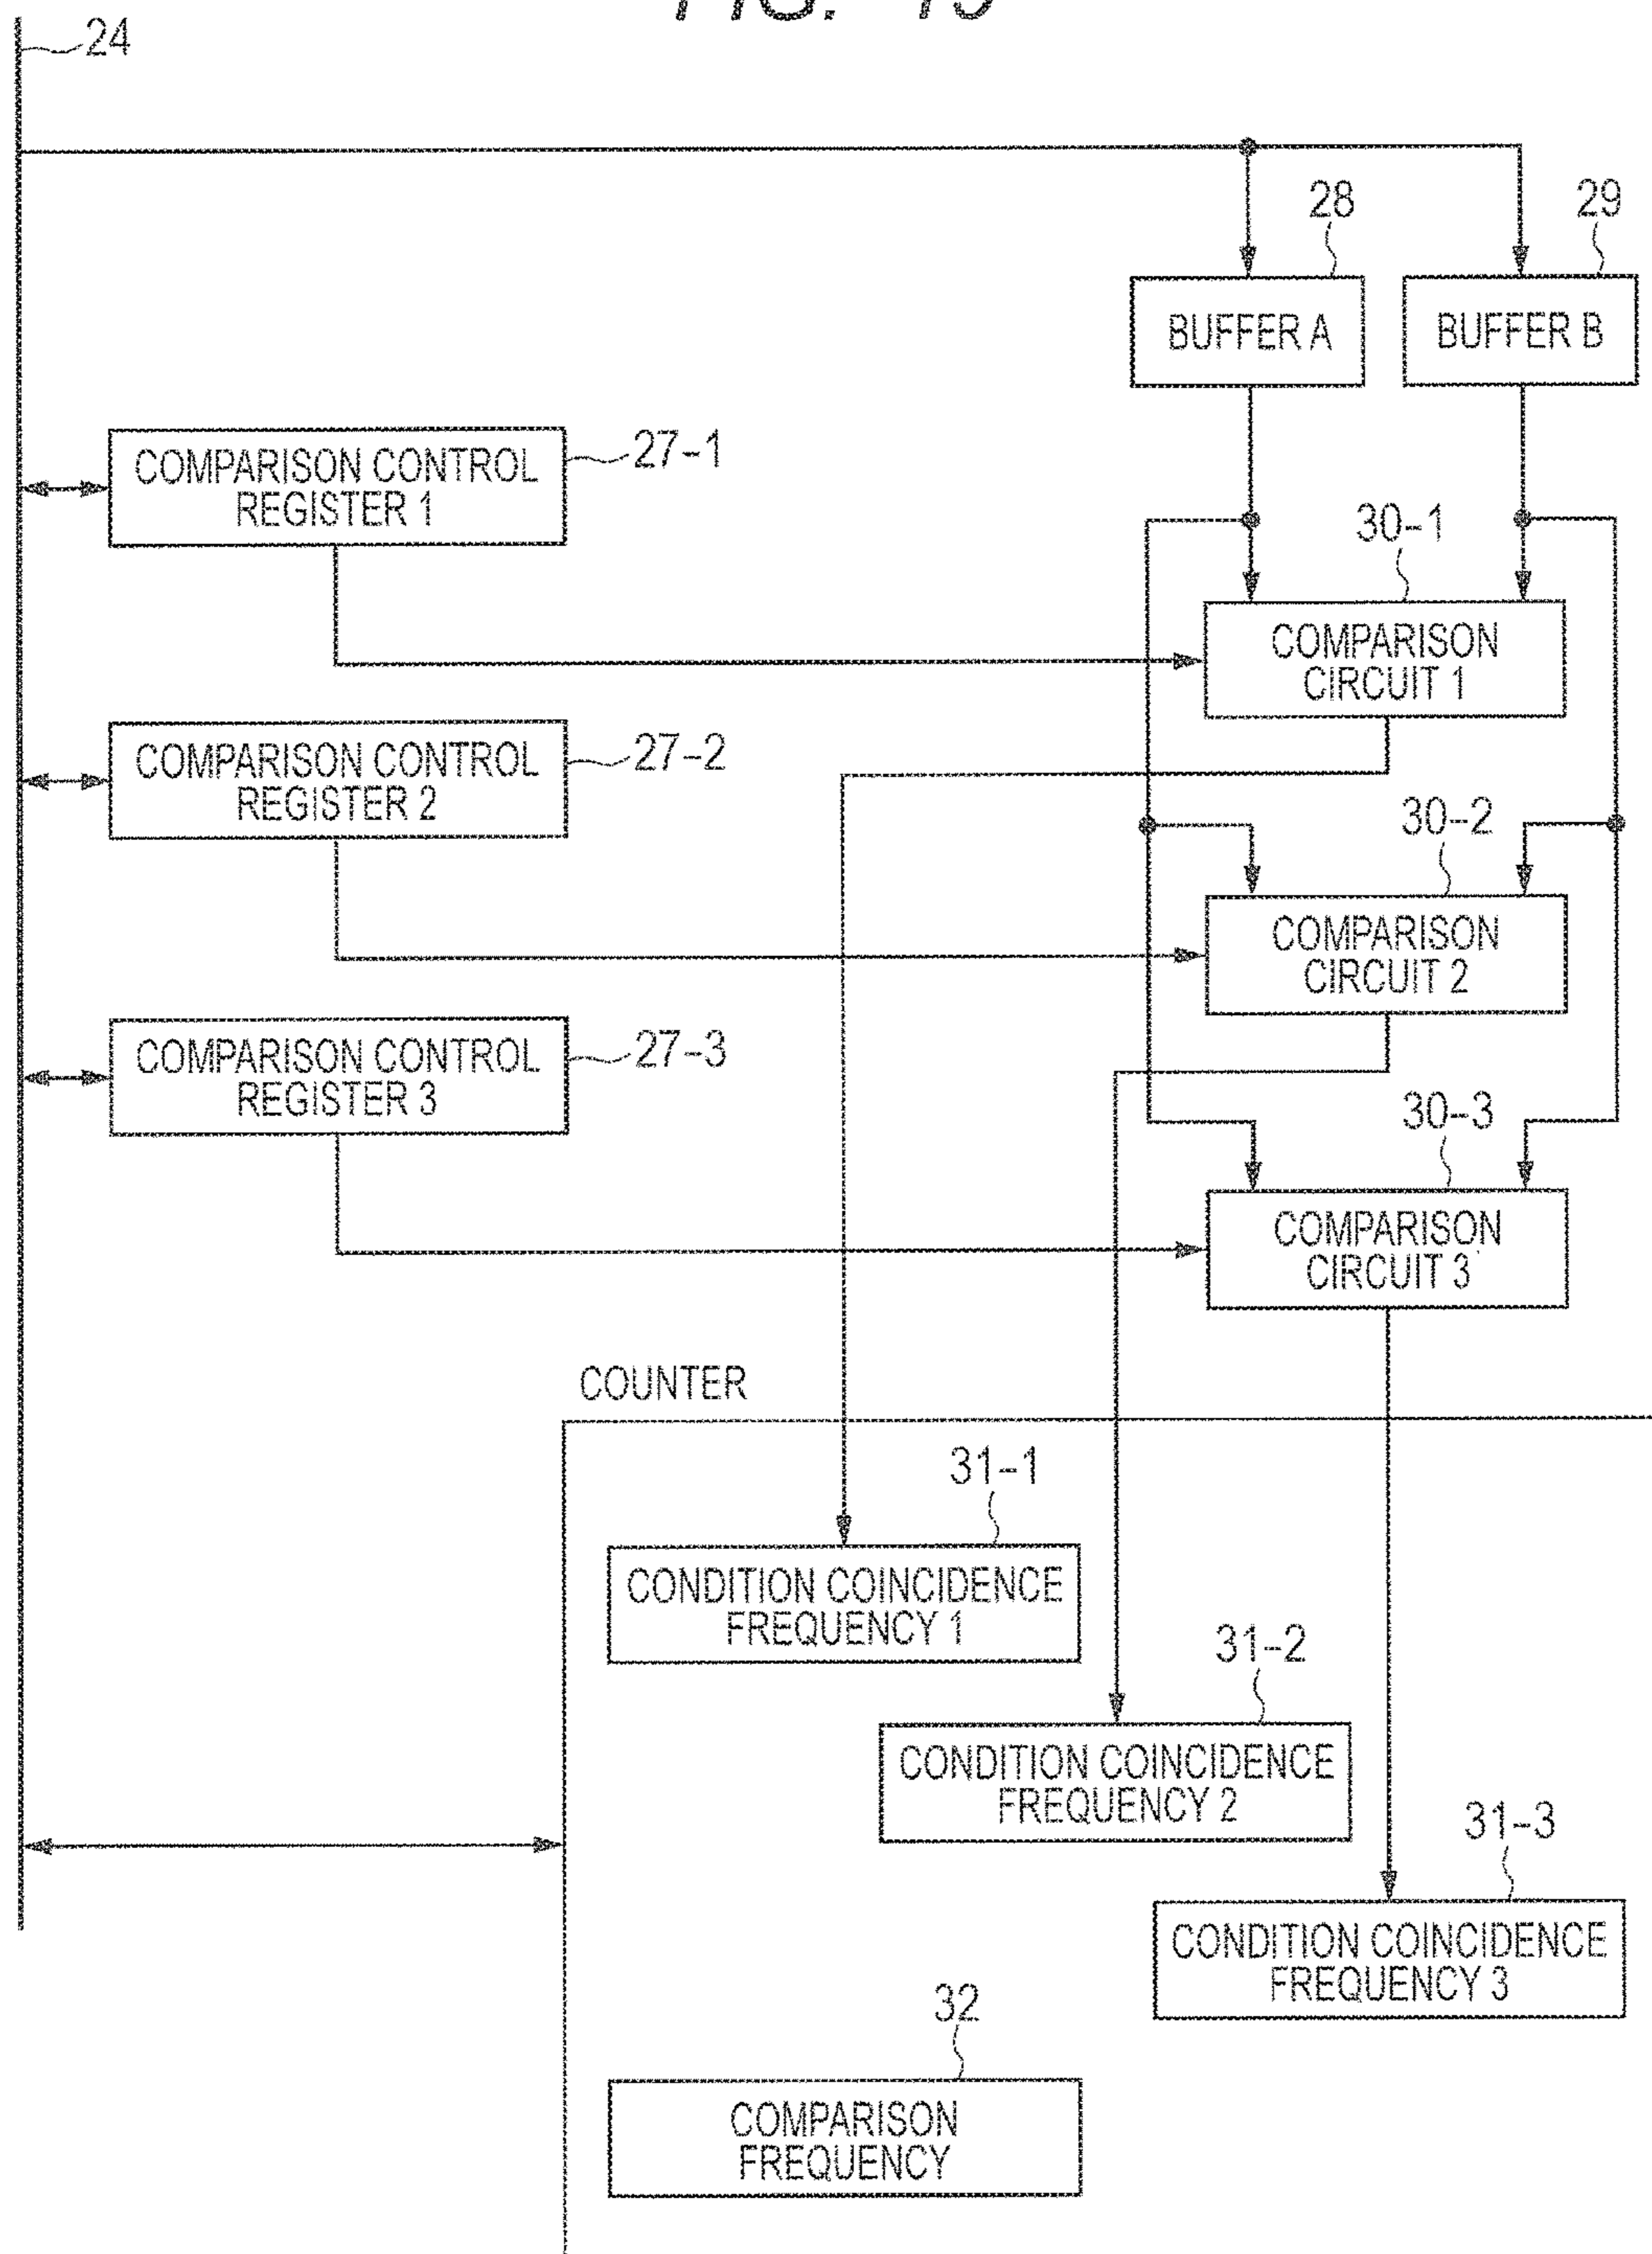 24
28
29
BUFFER A
BUFFER B
COMPARISON CONTROL
REGISTER 1
27-1
30-1
COMPARISON
CIRCUIT 1
COMPARISON CONTROL
REGISTER 2
27-2
30-2
COMPARISON
CIRCUIT 2
COMPARISON CONTROL
REGISTER 3
27-3
30-3
COMPARISON
CIRCUIT 3
COUNTER
31-1
CONDITION COINCIDENCE
FREQUENCY 1
31-2
CONDITION COINCIDENCE
FREQUENCY 2
31-3
CONDITION COINCIDENCE
FREQUENCY 3
32
COMPARISON
FREQUENCY